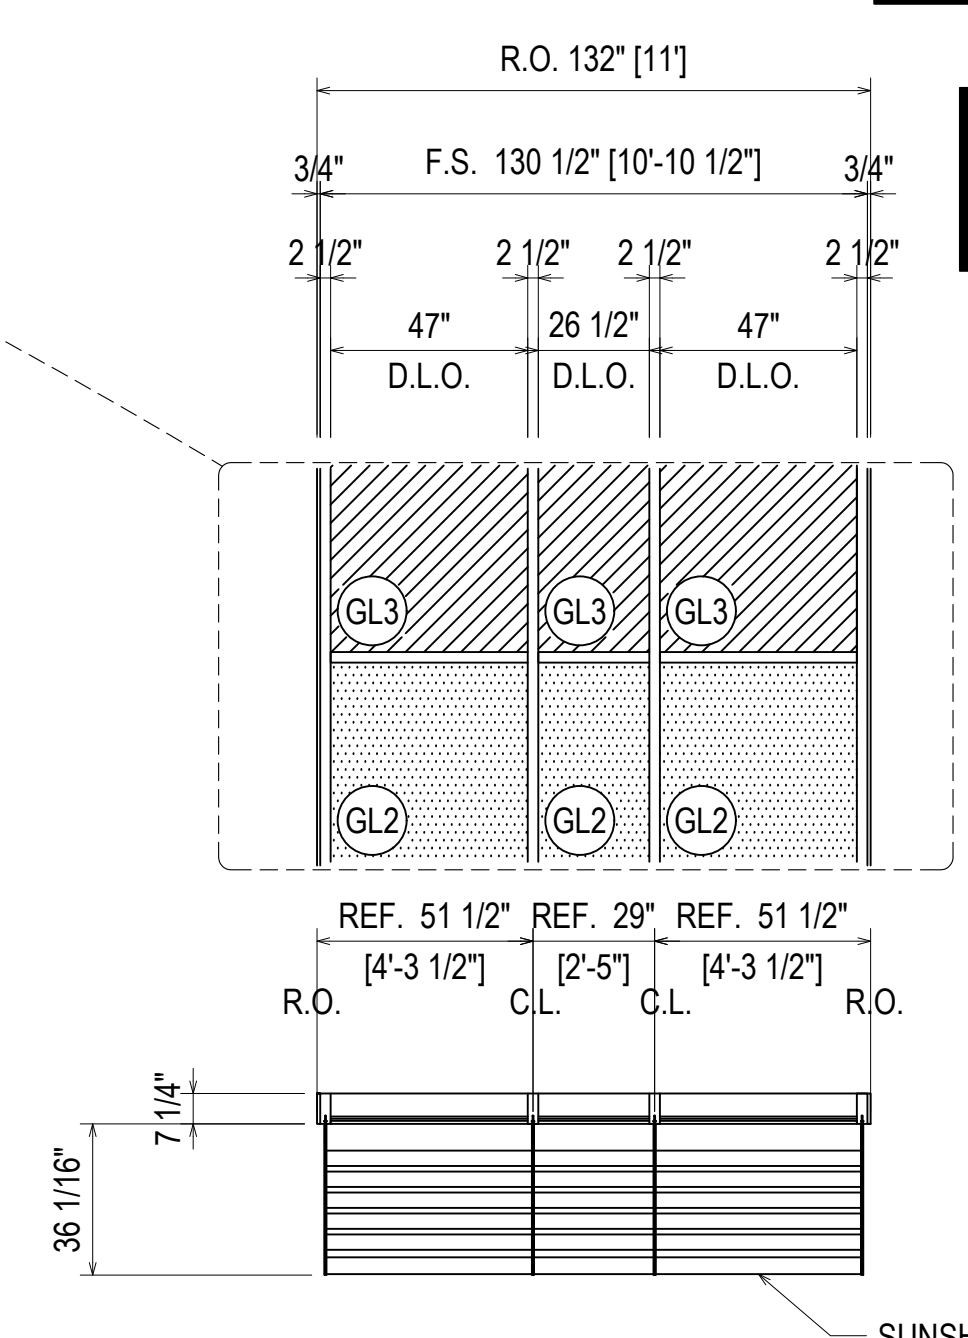 R.O. 132" [11']
3/4" F.S. 130 1/2" [10'-10 1/2"] 3/4"
2 1/2" 2 1/2" 2 1/2" 2 1/2"
47" 26 1/2" 47"
D.L.O. D.L.O. D.L.O.
GL3 GL3 GL3
GL2 GL2 GL2
REF. 51 1/2" REF. 29" REF. 51 1/2"
[4'-3 1/2"] [2'-5"] [4'-3 1/2"]
R.O. C.L. C.L. R.O.
7 1/4"
36 1/16"